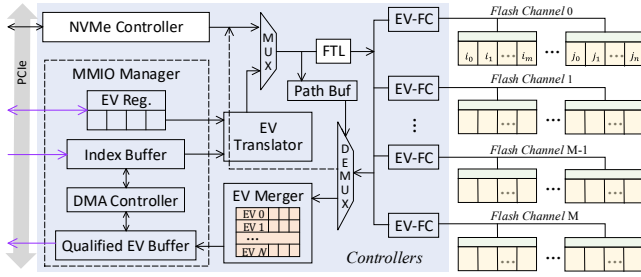 PCIe
NVMe Controller
MMIO Manager
EV Reg.
Index Buffer
DMA Controller
Qualified EV Buffer
EV
Translator
EV Merger
EV 0
EV 1
...
EV N
MUX
FTL
Path Buf
DEMUX
Controllers
EV-FC
EV-FC
⋮
EV-FC
EV-FC
Flash Channel 0
i0 i1 ... im ... j0 j1 ... jn
Flash Channel 1
... ... ...
Flash Channel M-1
... ... ...
Flash Channel M
... ... ...